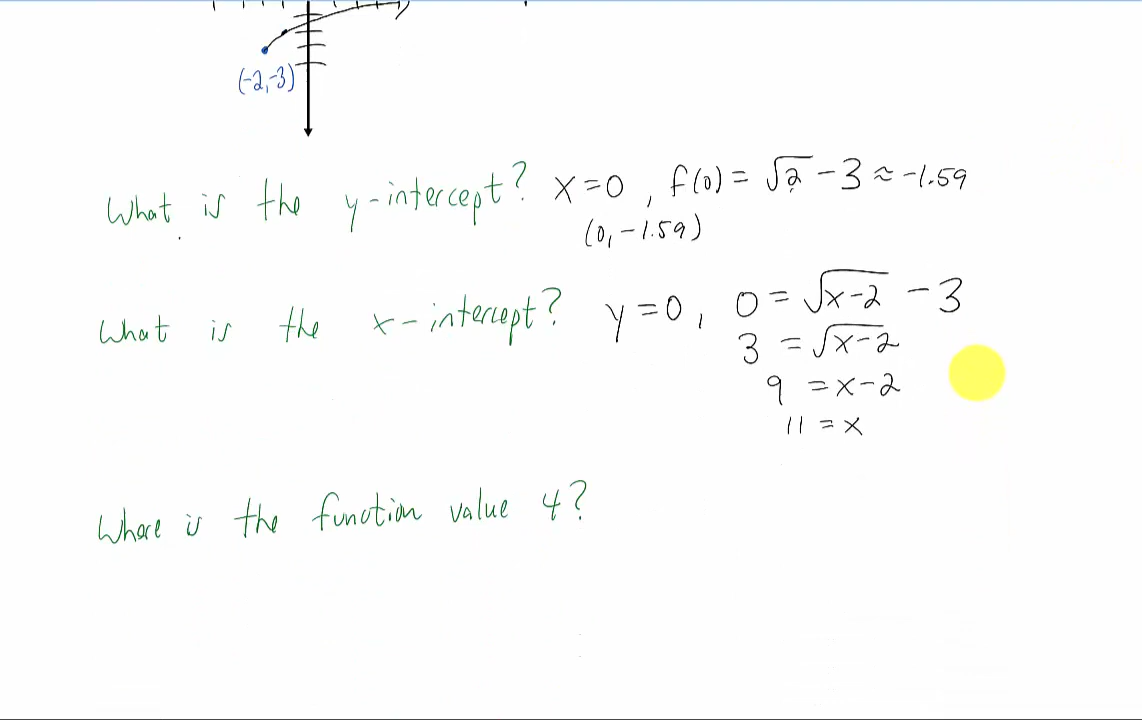 (-2,-3)
What is the y-intercept? x=0, f(0) = √2 - 3 ≈ -1.59
(0, -1.59)
What is the x-intercept? y=0, 0 = √x-2 - 3
3 = √x-2
9 = x-2
11 = x
Where is the function value 4?